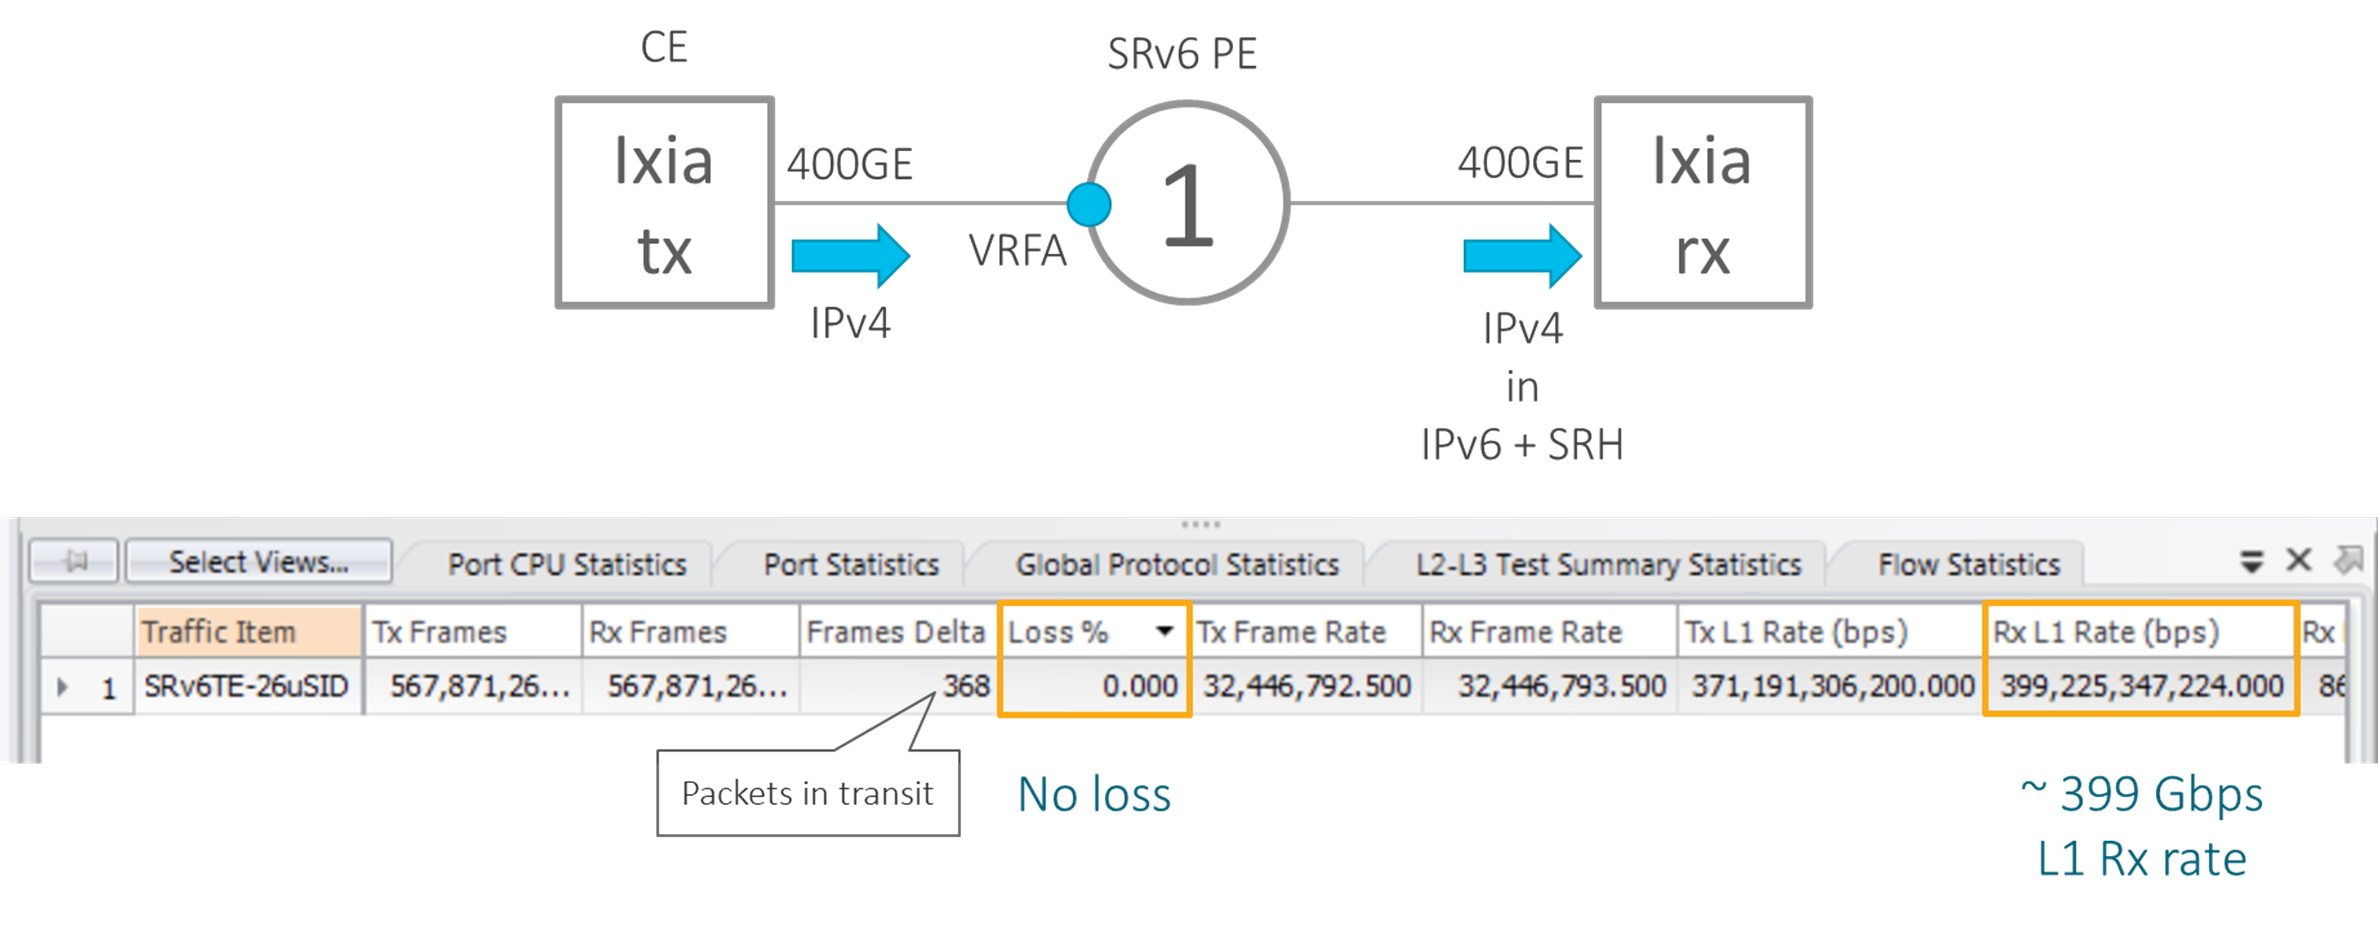 CE
SRv6 PE
Ixia
tx
400GE
VRFA
1
400GE
Ixia
rx
IPv4
IPv4
in
IPv6 + SRH
Select Views... Port CPU Statistics Port Statistics Global Protocol Statistics L2-L3 Test Summary Statistics Flow Statistics
Traffic Item Tx Frames Rx Frames Frames Delta Loss % Tx Frame Rate Rx Frame Rate Tx L1 Rate (bps) Rx L1 Rate (bps) Rx
1 SRv6TE-26uSID 567,871,26... 567,871,26... 368 0.000 32,446,792.500 32,446,793.500 371,191,306,200.000 399,225,347,224.000 86
Packets in transit
No loss
~ 399 Gbps
L1 Rx rate